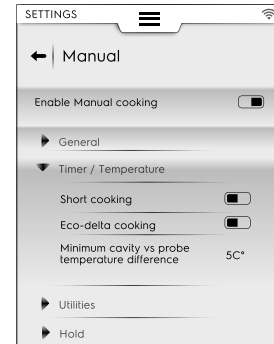 SETTINGS
Manual
Enable Manual cooking
General
Timer / Temperature
Short cooking
Eco-delta cooking
Minimum cavity vs probe
temperature difference
5C°
Utilities
Hold